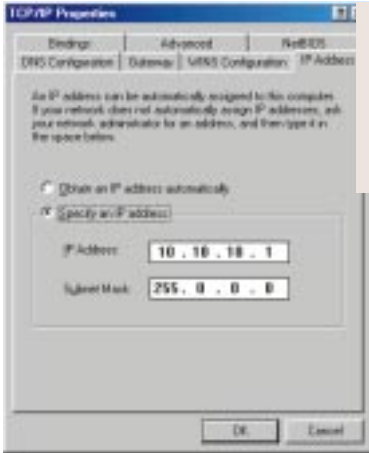 TCP/IP Properties
Bindings Advanced NetBIOS
DNS Configuration Gateway WINS Configuration IP Address
An IP address can be automatically assigned to this computer.
If your network does not automatically assign IP addresses, ask
your network administrator for an address, and then type it in
the space below.
Obtain an IP address automatically
Specify an IP address:
IP Address:
10 . 10 . 10 . 1
Subnet Mask:
255 . 0 . 0 . 0
OK Cancel